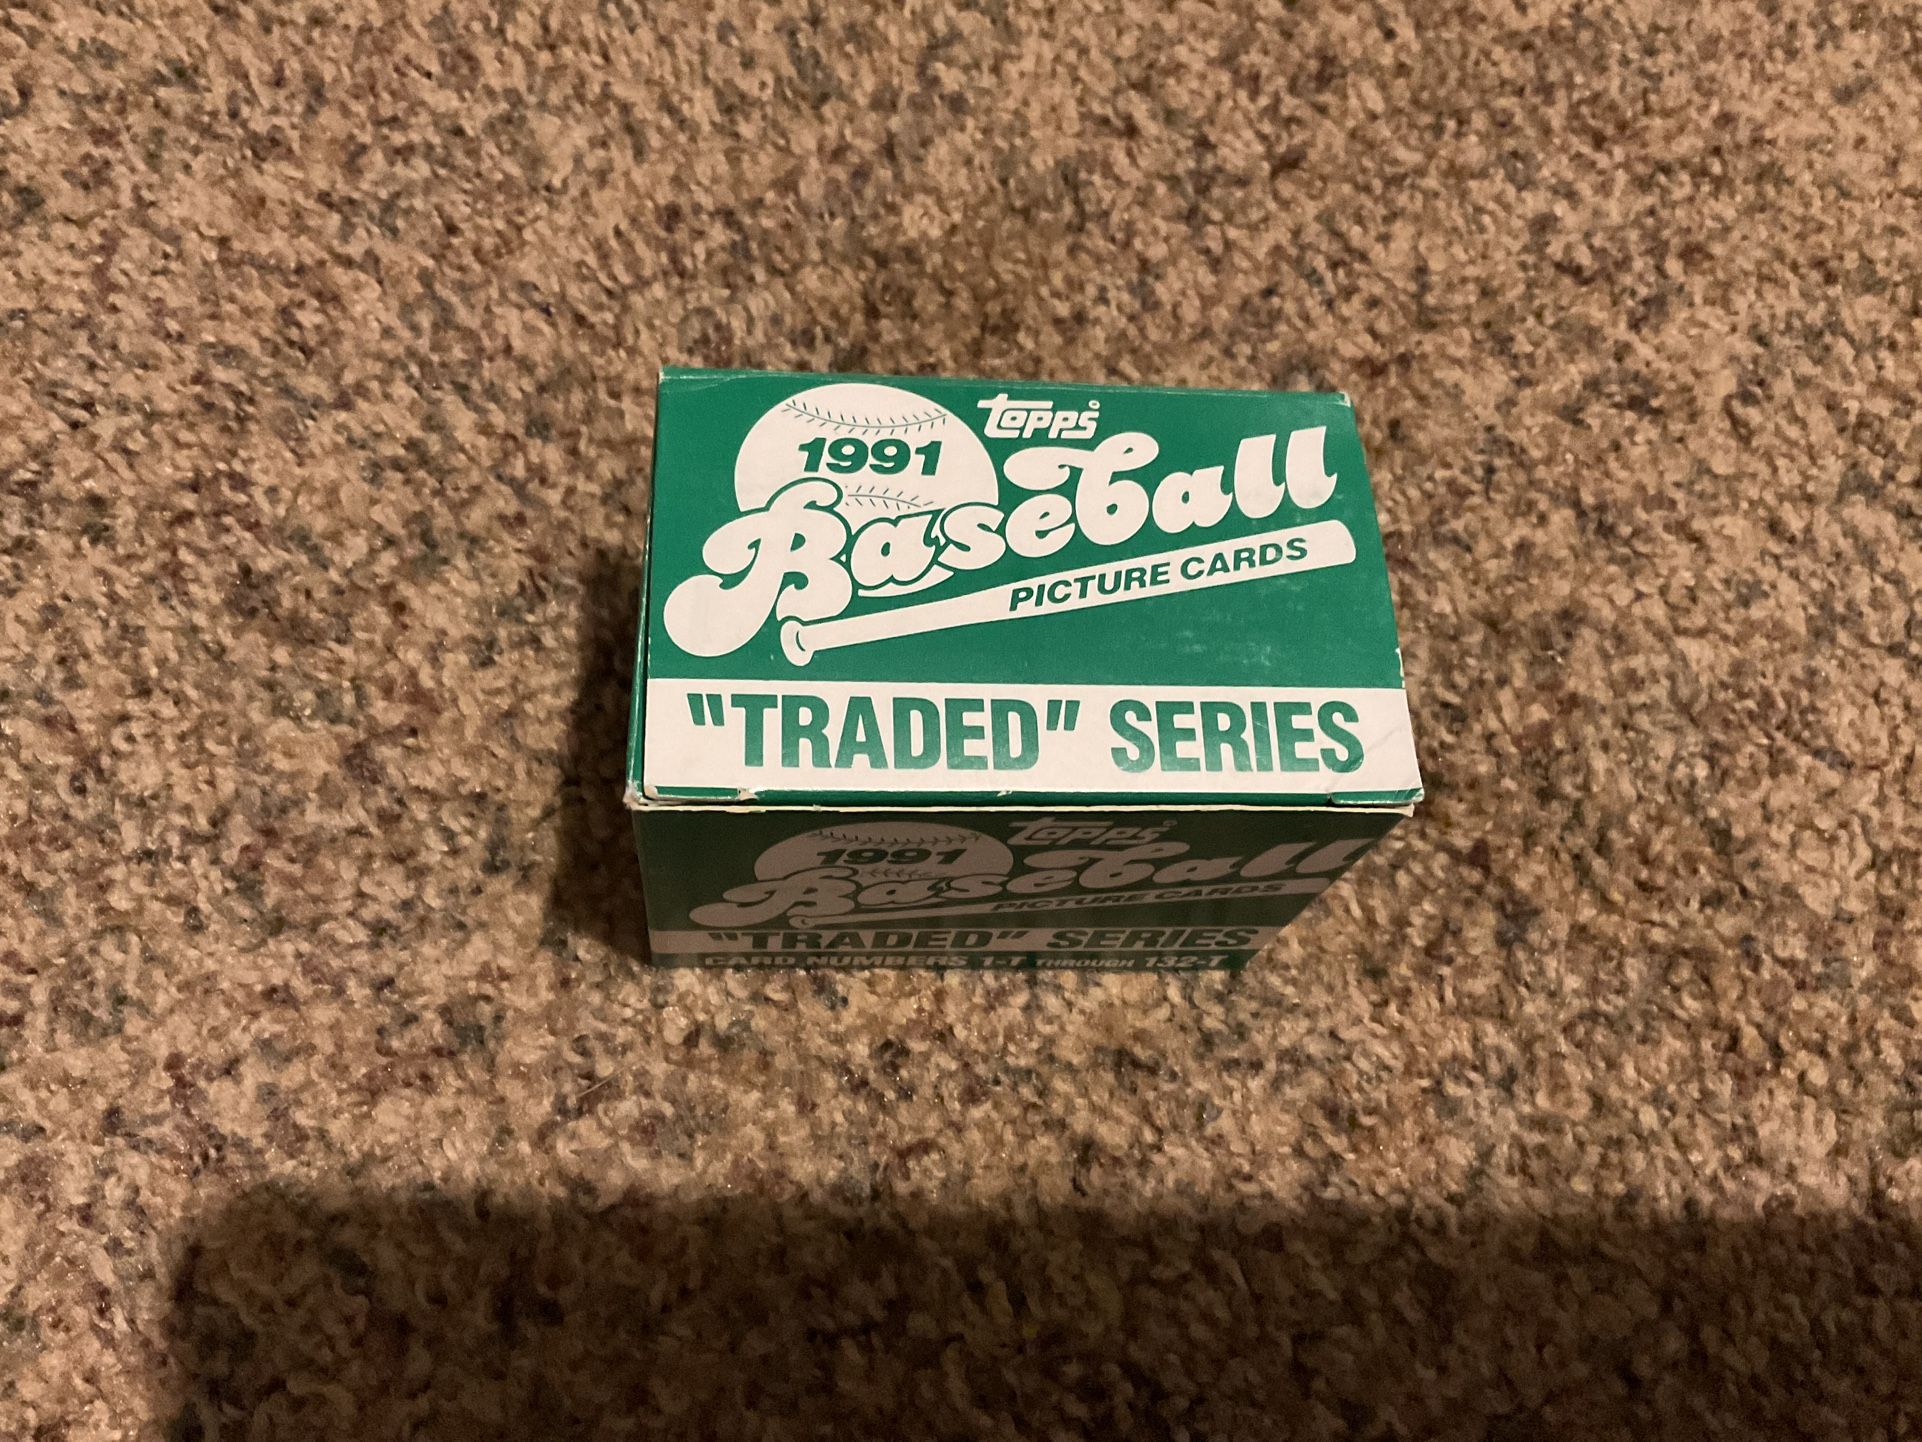 1991
topps
Baseball
PICTURE CARDS
"TRADED" SERIES
1991
topps
Baseball
PICTURE CARDS
"TRADED" SERIES
CARD NUMBERS 1-T THROUGH 132-T